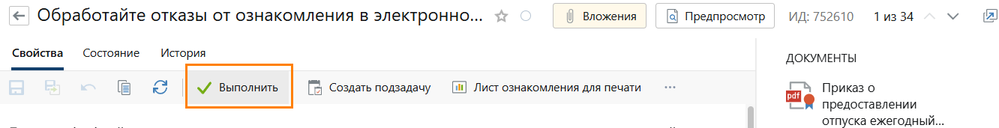 Обработайте отказы от ознакомления в электронно...
Вложения
Предпросмотр
ИД: 752610
1 из 34
Свойства
Состояние
История
Выполнить
Создать подзадачу
Лист ознакомления для печати
ДОКУМЕНТЫ
pdf
Приказ о
предоставлении
отпуска ежегодный...